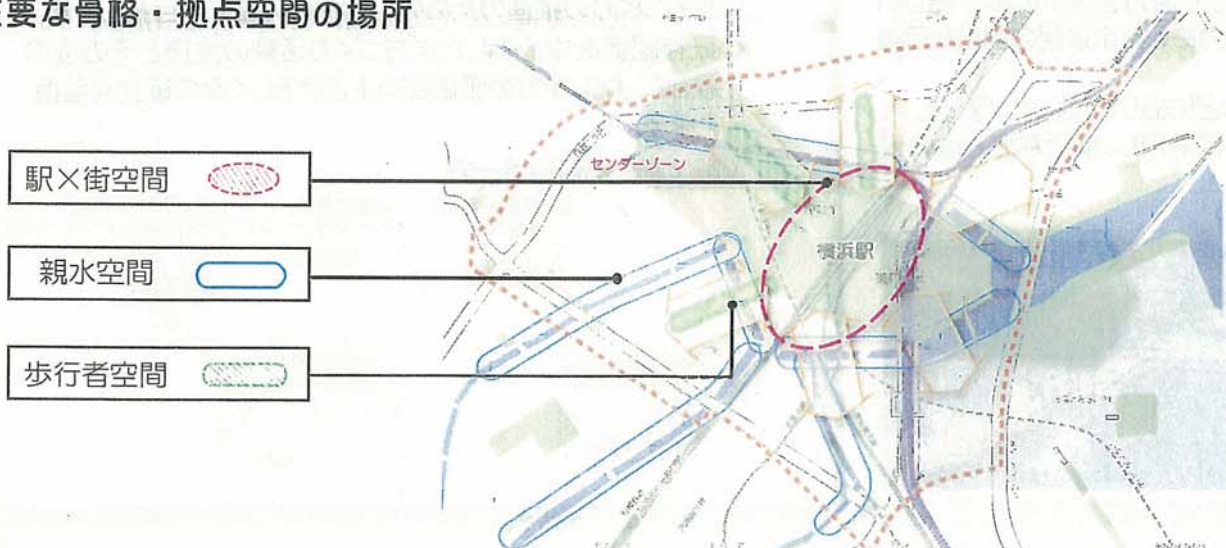 要な骨格・拠点空間の場所
センターゾーン
駅×街空間
横浜駅
親水空間
歩行者空間